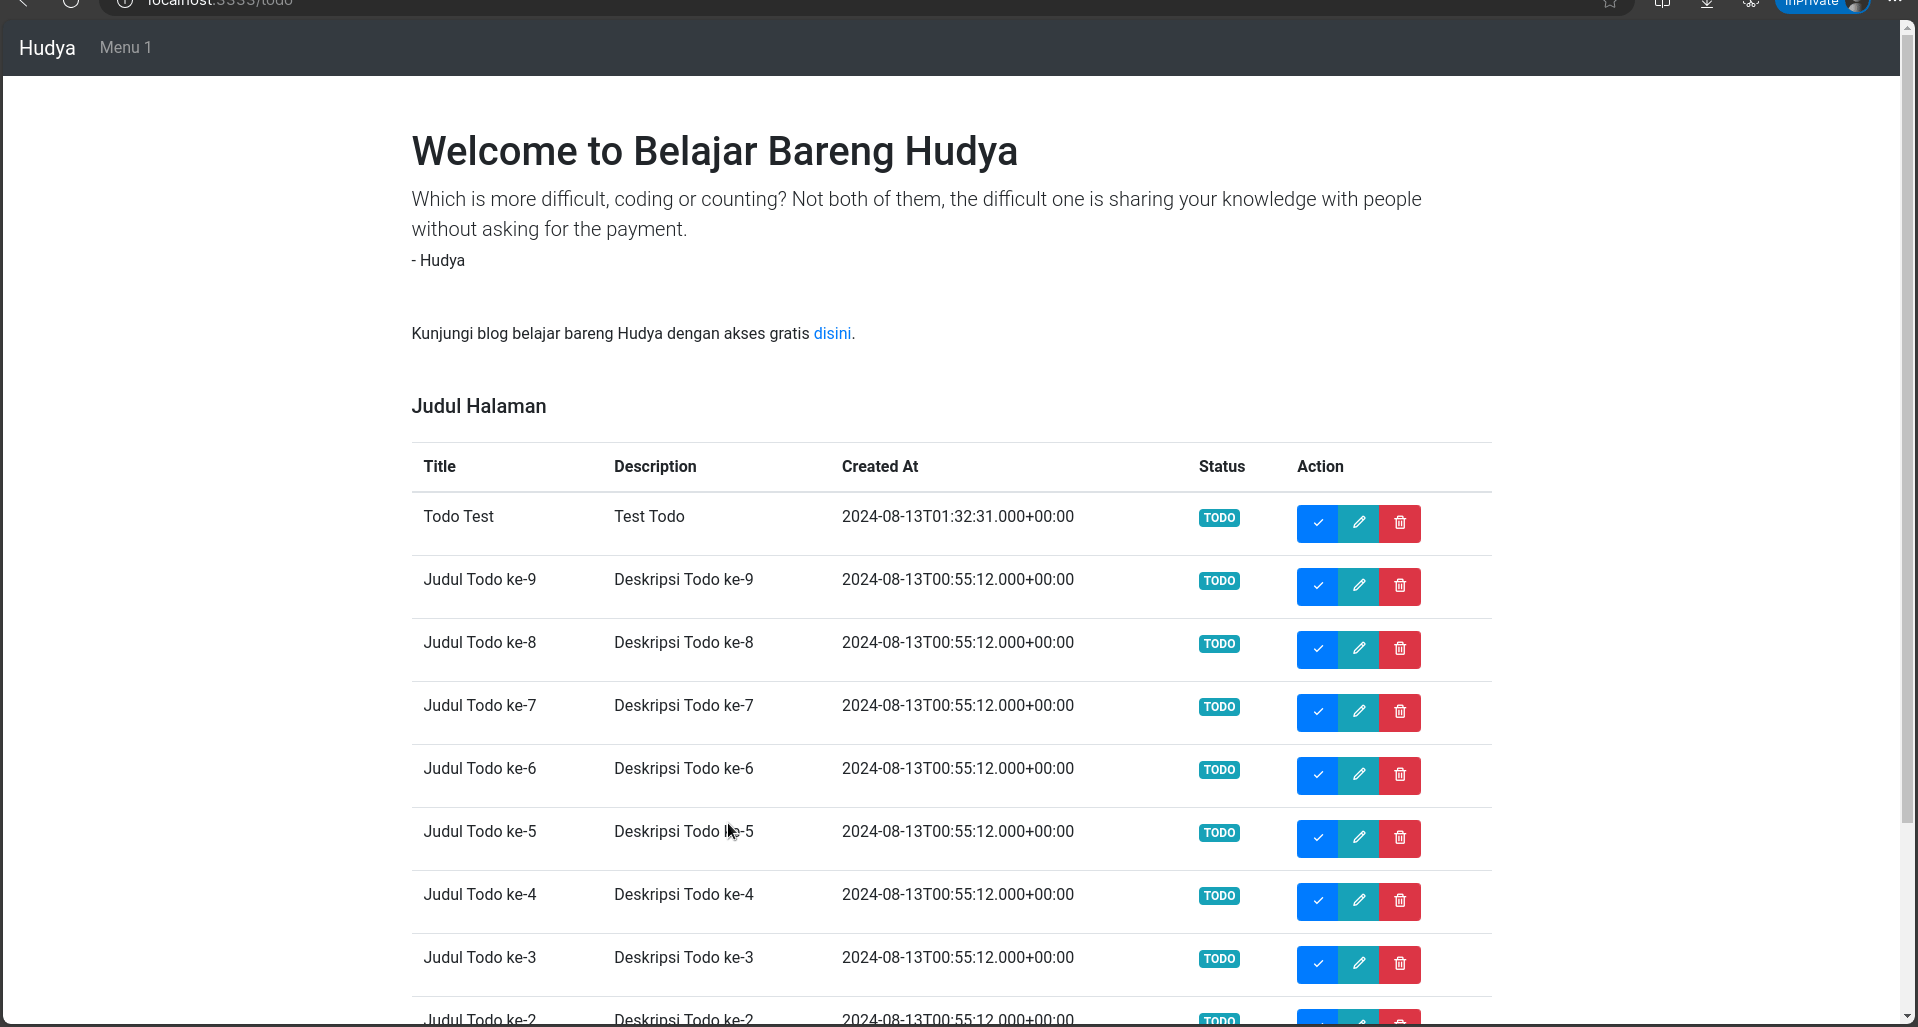 localhost:3333/todo
InPrivate
Hudya Menu 1
Welcome to Belajar Bareng Hudya
Which is more difficult, coding or counting? Not both of them, the difficult one is sharing your knowledge with people
without asking for the payment.
- Hudya
Kunjungi blog belajar bareng Hudya dengan akses gratis disini.
Judul Halaman
Title Description Created At Status Action
Todo Test Test Todo 2024-08-13T01:32:31.000+00:00 TODO
Judul Todo ke-9 Deskripsi Todo ke-9 2024-08-13T00:55:12.000+00:00 TODO
Judul Todo ke-8 Deskripsi Todo ke-8 2024-08-13T00:55:12.000+00:00 TODO
Judul Todo ke-7 Deskripsi Todo ke-7 2024-08-13T00:55:12.000+00:00 TODO
Judul Todo ke-6 Deskripsi Todo ke-6 2024-08-13T00:55:12.000+00:00 TODO
Judul Todo ke-5 Deskripsi Todo ke-5 2024-08-13T00:55:12.000+00:00 TODO
Judul Todo ke-4 Deskripsi Todo ke-4 2024-08-13T00:55:12.000+00:00 TODO
Judul Todo ke-3 Deskripsi Todo ke-3 2024-08-13T00:55:12.000+00:00 TODO
Judul Todo ke-2 Deskripsi Todo ke-2 2024-08-13T00:55:12.000+00:00 TODO